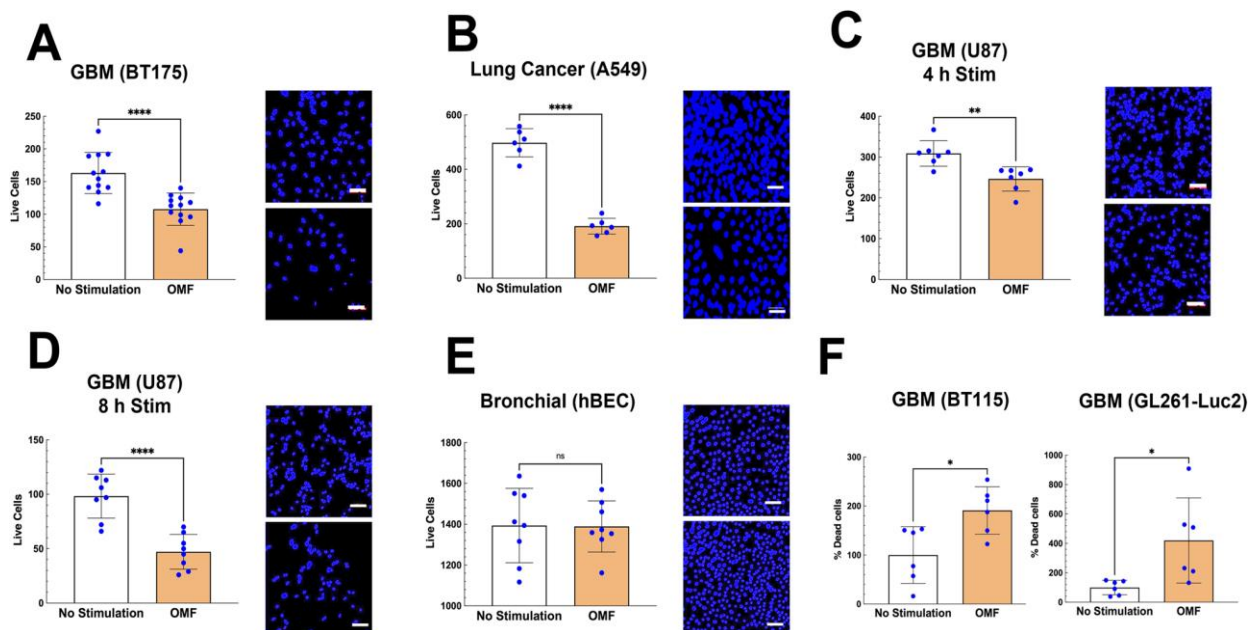 A
GBM (BT175)
Live Cells
250
200
150
100
50
0
****
No Stimulation
OMF
B
Lung Cancer (A549)
Live Cells
600
400
200
0
****
No Stimulation
OMF
C
GBM (U87)
4 h Stim
Live Cells
400
300
200
100
0
**
No Stimulation
OMF
D
GBM (U87)
8 h Stim
Live Cells
150
100
50
0
****
No Stimulation
OMF
E
Bronchial (hBEC)
Live Cells
1800
1600
1400
1200
1000
ns
No Stimulation
OMF
F
GBM (BT115)
% Dead cells
300
200
100
0
*
No Stimulation
OMF
GBM (GL261-Luc2)
% Dead cells
1000
800
600
400
200
0
*
No Stimulation
OMF